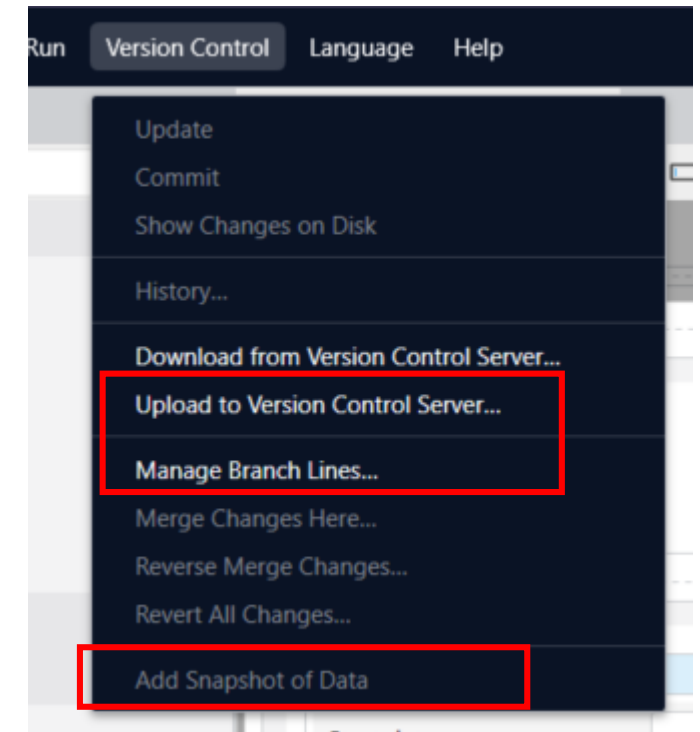 Run Version Control Language Help
Update
Commit
Show Changes on Disk
History...
Download from Version Control Server...
Upload to Version Control Server...
Manage Branch Lines...
Merge Changes Here...
Reverse Merge Changes...
Revert All Changes...
Add Snapshot of Data